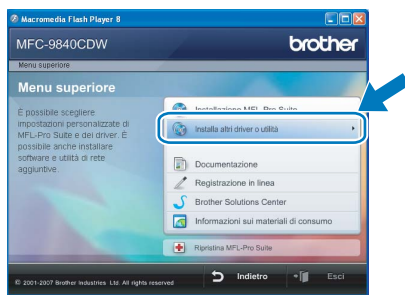 Macromedia Flash Player 8
MFC-9840CDW
brother
Menu superiore
Menu superiore
È possibile scegliere
impostazioni personalizzate di
MFL-Pro Suite e dei driver. È
possibile anche installare
software e utilità di rete
aggiuntive.
Installazione MFL-Pro Suite
Installa altri driver o utilità
Documentazione
Registrazione in linea
Brother Solutions Center
Informazioni sui materiali di consumo
Ripristina MFL-Pro Suite
© 2001-2007 Brother Industries. Ltd. All rights reserved
Indietro
Esci